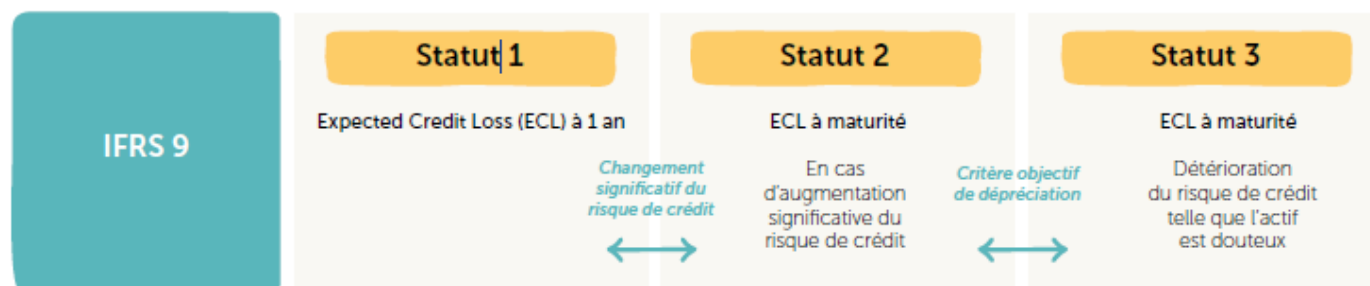 IFRS 9
Statut 1
Expected Credit Loss (ECL) à 1 an
Changement
significatif du
risque de crédit
Statut 2
ECL à maturité
En cas
d'augmentation
significative du
risque de crédit
Critère objectif
de dépréciation
Statut 3
ECL à maturité
Détérioration
du risque de crédit
telle que l'actif
est douteux